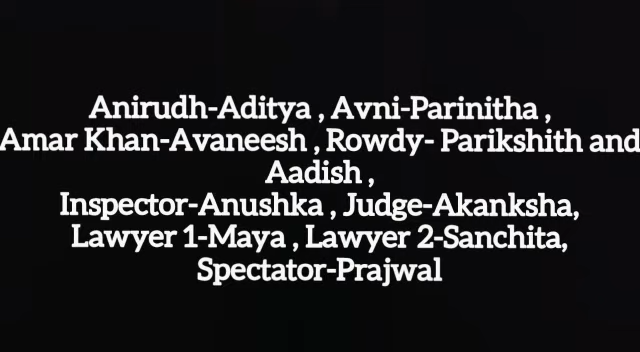 Anirudh-Aditya , Avni-Parinitha ,
Amar Khan-Avaneesh , Rowdy- Parikshith and
Aadish ,
Inspector-Anushka , Judge-Akanksha,
Lawyer 1-Maya , Lawyer 2-Sanchita,
Spectator-Prajwal